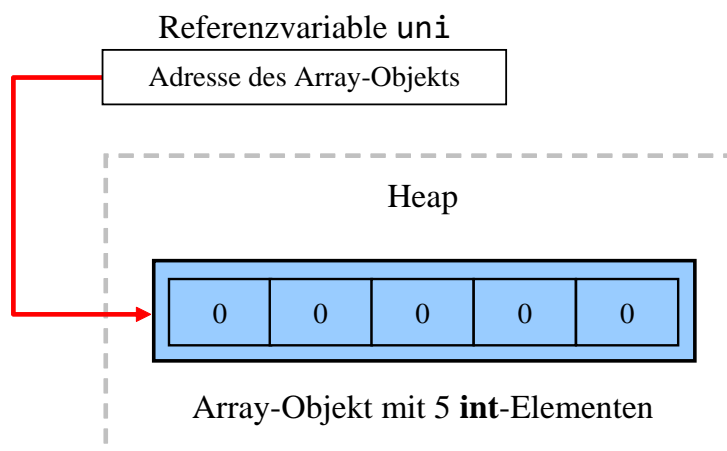 Referenzvariable uni
Adresse des Array-Objekts
Heap
0 0 0 0 0
Array-Objekt mit 5 int-Elementen